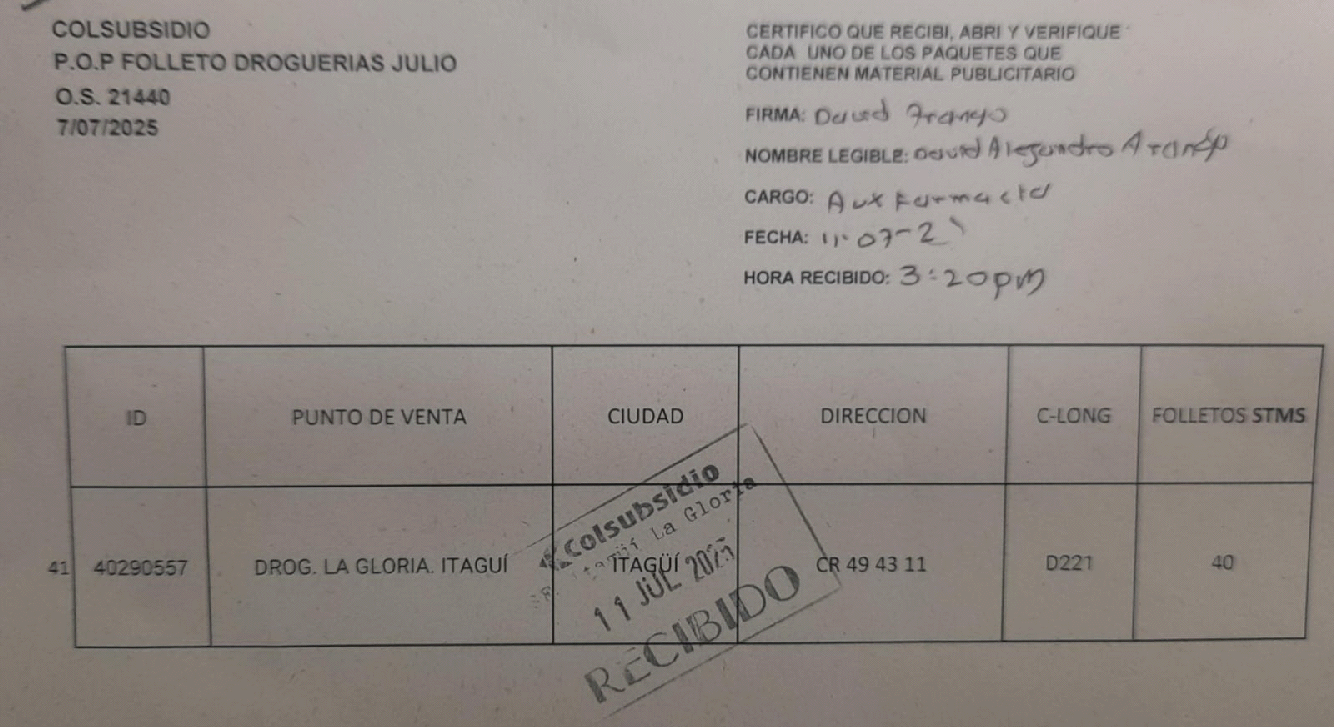 COLSUBSIDIO
P.O.P FOLLETO DROGUERIAS JULIO
O.S. 21440
7/07/2025
CERTIFICO QUE RECIBI, ABRI Y VERIFIQUE
CADA UNO DE LOS PAQUETES QUE
CONTIENEN MATERIAL PUBLICITARIO
FIRMA: David Arango
NOMBRE LEGIBLE: David Alejandro Arango
CARGO: Aux Farmacia
FECHA: 11-07-2
HORA RECIBIDO: 3:20pm
ID PUNTO DE VENTA CIUDAD DIRECCION C-LONG FOLLETOS STMS
41 40290557 DROG. LA GLORIA. ITAGUÍ ITAGÜÍ CR 49 43 11 D221 40
Colsubsidio
Itagüí La Gloria
11 JUL 2025
RECIBIDO